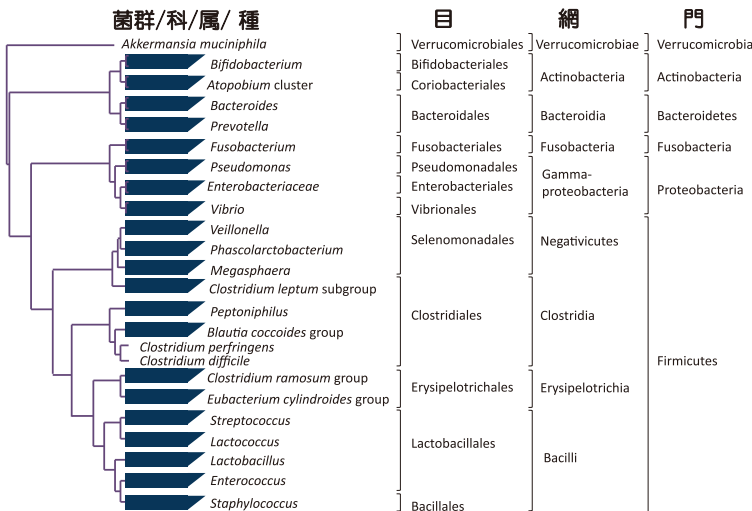 菌群/科/属/ 種 目 網 門
Akkermansia muciniphila Verrucomicrobiales Verrucomicrobiae Verrucomicrobia
Bifidobacterium Bifidobacteriales
Actinobacteria Actinobacteria
Atopobium cluster Coriobacteriales
Bacteroides
Bacteroidales Bacteroidia Bacteroidetes
Prevotella
Fusobacterium Fusobacteriales Fusobacteria Fusobacteria
Pseudomonas Pseudomonadales
Gamma-
Enterobacteriaceae Enterobacteriales
proteobacteria Proteobacteria
Vibrio Vibrionales
Veillonella
Selenomonadales Negativicutes
Phascolarctobacterium
Megasphaera
Clostridium leptum subgroup
Peptoniphilus
Clostridiales Clostridia
Blautia coccoides group
Clostridium perfringens
Clostridium difficile
Firmicutes
Clostridium ramosum group
Erysipelotrichales Erysipelotrichia
Eubacterium cylindroides group
Streptococcus
Lactococcus
Lactobacillales
Bacilli
Lactobacillus
Enterococcus
Staphylococcus Bacillales